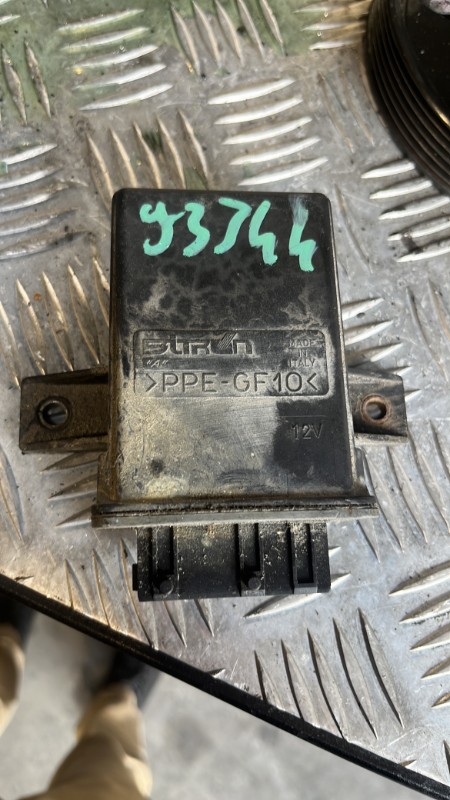 93744
BITRON
MADE
IN
ITALY
>PPE-GF10<
12V